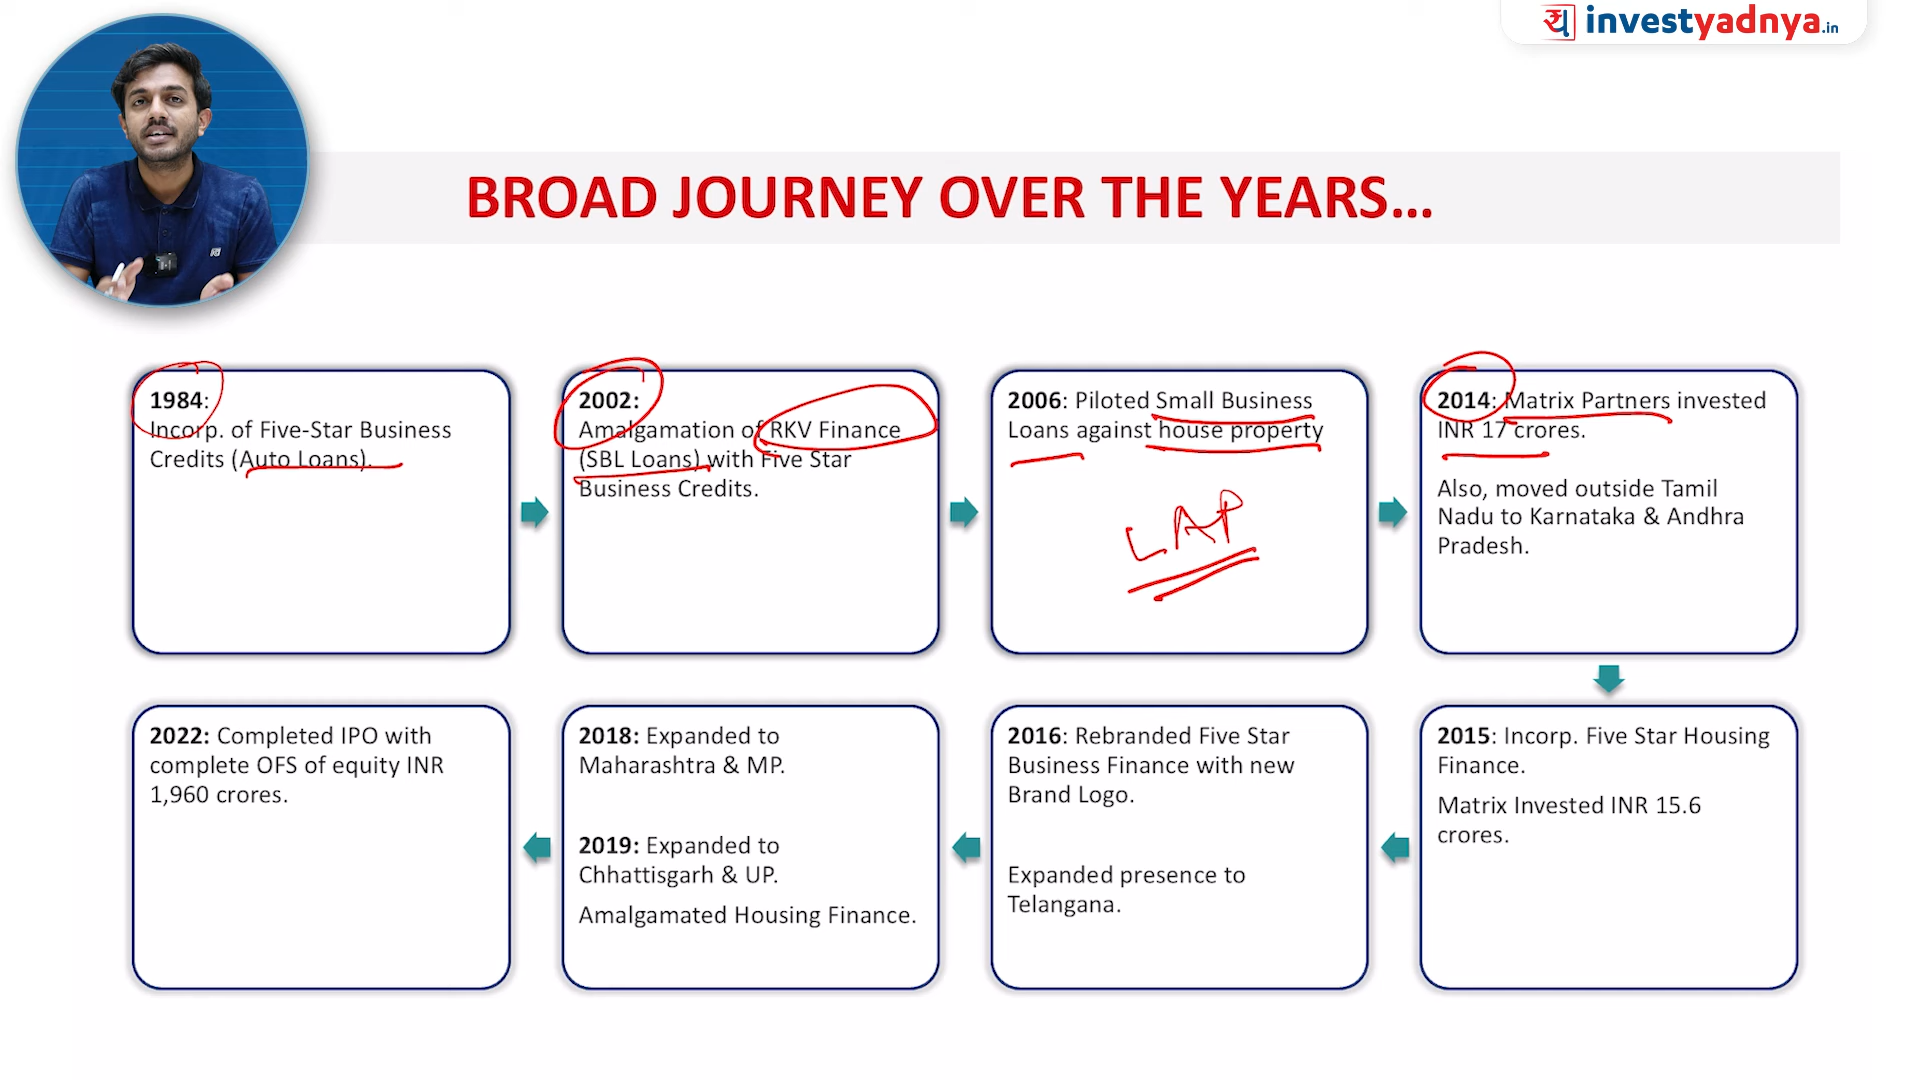 investyadnya.in
BROAD JOURNEY OVER THE YEARS...
1984:
Incorp. of Five-Star Business
Credits (Auto Loans).
2002:
Amalgamation of RKV Finance
(SBL Loans) with Five Star
Business Credits.
2006: Piloted Small Business
Loans against house property
LAP
2014: Matrix Partners invested
INR 17 crores.
Also, moved outside Tamil
Nadu to Karnataka & Andhra
Pradesh.
2015: Incorp. Five Star Housing
Finance.
Matrix Invested INR 15.6
crores.
2016: Rebranded Five Star
Business Finance with new
Brand Logo.
Expanded presence to
Telangana.
2018: Expanded to
Maharashtra & MP.
2019: Expanded to
Chhattisgarh & UP.
Amalgamated Housing Finance.
2022: Completed IPO with
complete OFS of equity INR
1,960 crores.